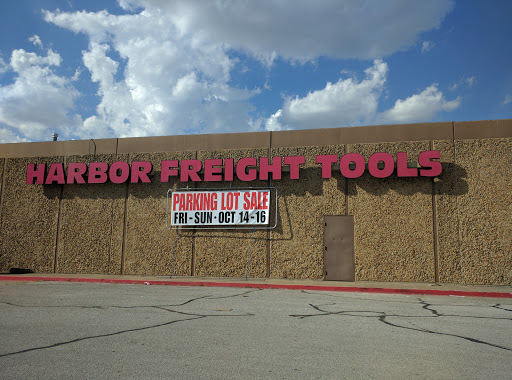 HARBOR FREIGHT TOOLS
PARKING LOT SALE
FRI-SUN·OCT 14-16